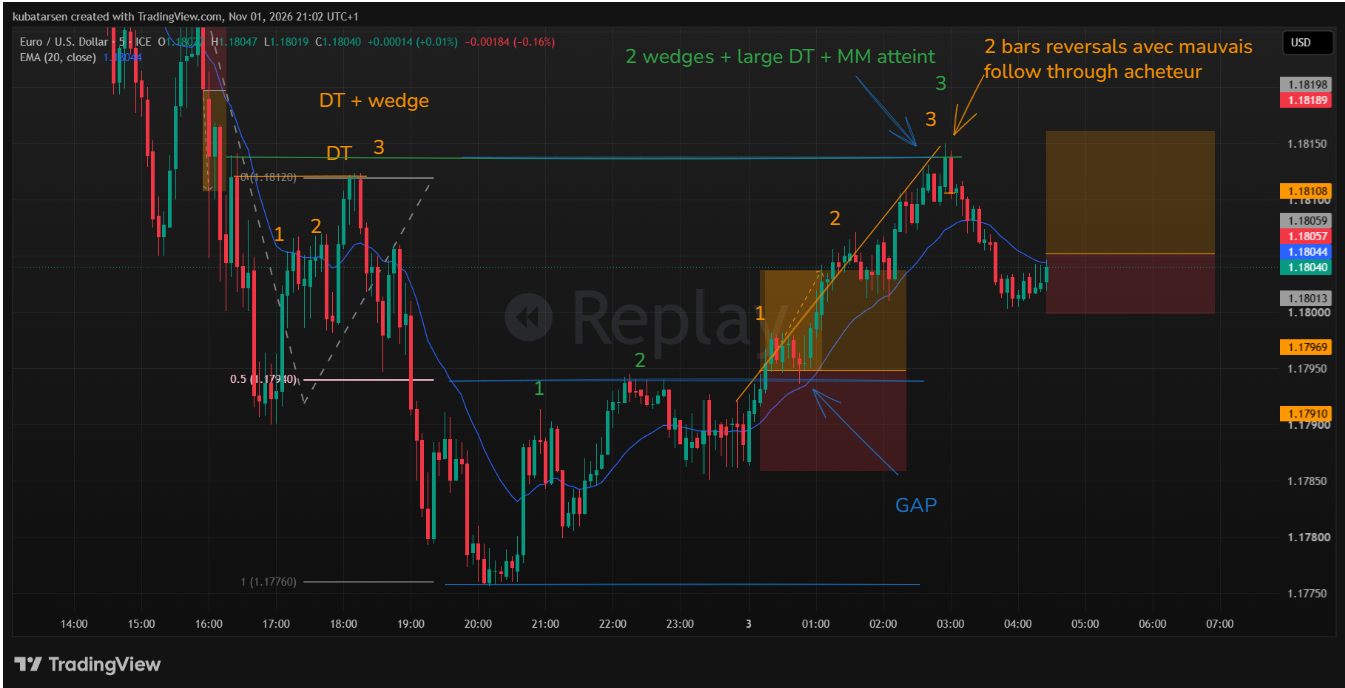 kubatarsen created with TradingView.com, Nov 01, 2026 21:02 UTC+1
Euro / U.S. Dollar · 5 · ICE H1.18047 L1.18019 C1.18040 +0.00014 (+0.01%) −0.00184 (−0.16%)
EMA (20, close) 1.18044
USD
2 wedges + large DT + MM atteint
2 bars reversals avec mauvais
follow through acheteur
DT + wedge
DT
3
1
2
0 (1.18120)
0.5 (1.17940)
1 (1.17760)
1
2
3
3
2
1
GAP
Replay
1.18198
1.18189
1.18150
1.18108
1.18100
1.18059
1.18057
1.18044
1.18040
1.18013
1.18000
1.17969
1.17950
1.17910
1.17900
1.17850
1.17800
1.17750
14:00 15:00 16:00 17:00 18:00 19:00 20:00 21:00 22:00 23:00 3 01:00 02:00 03:00 04:00 05:00 06:00 07:00
TradingView